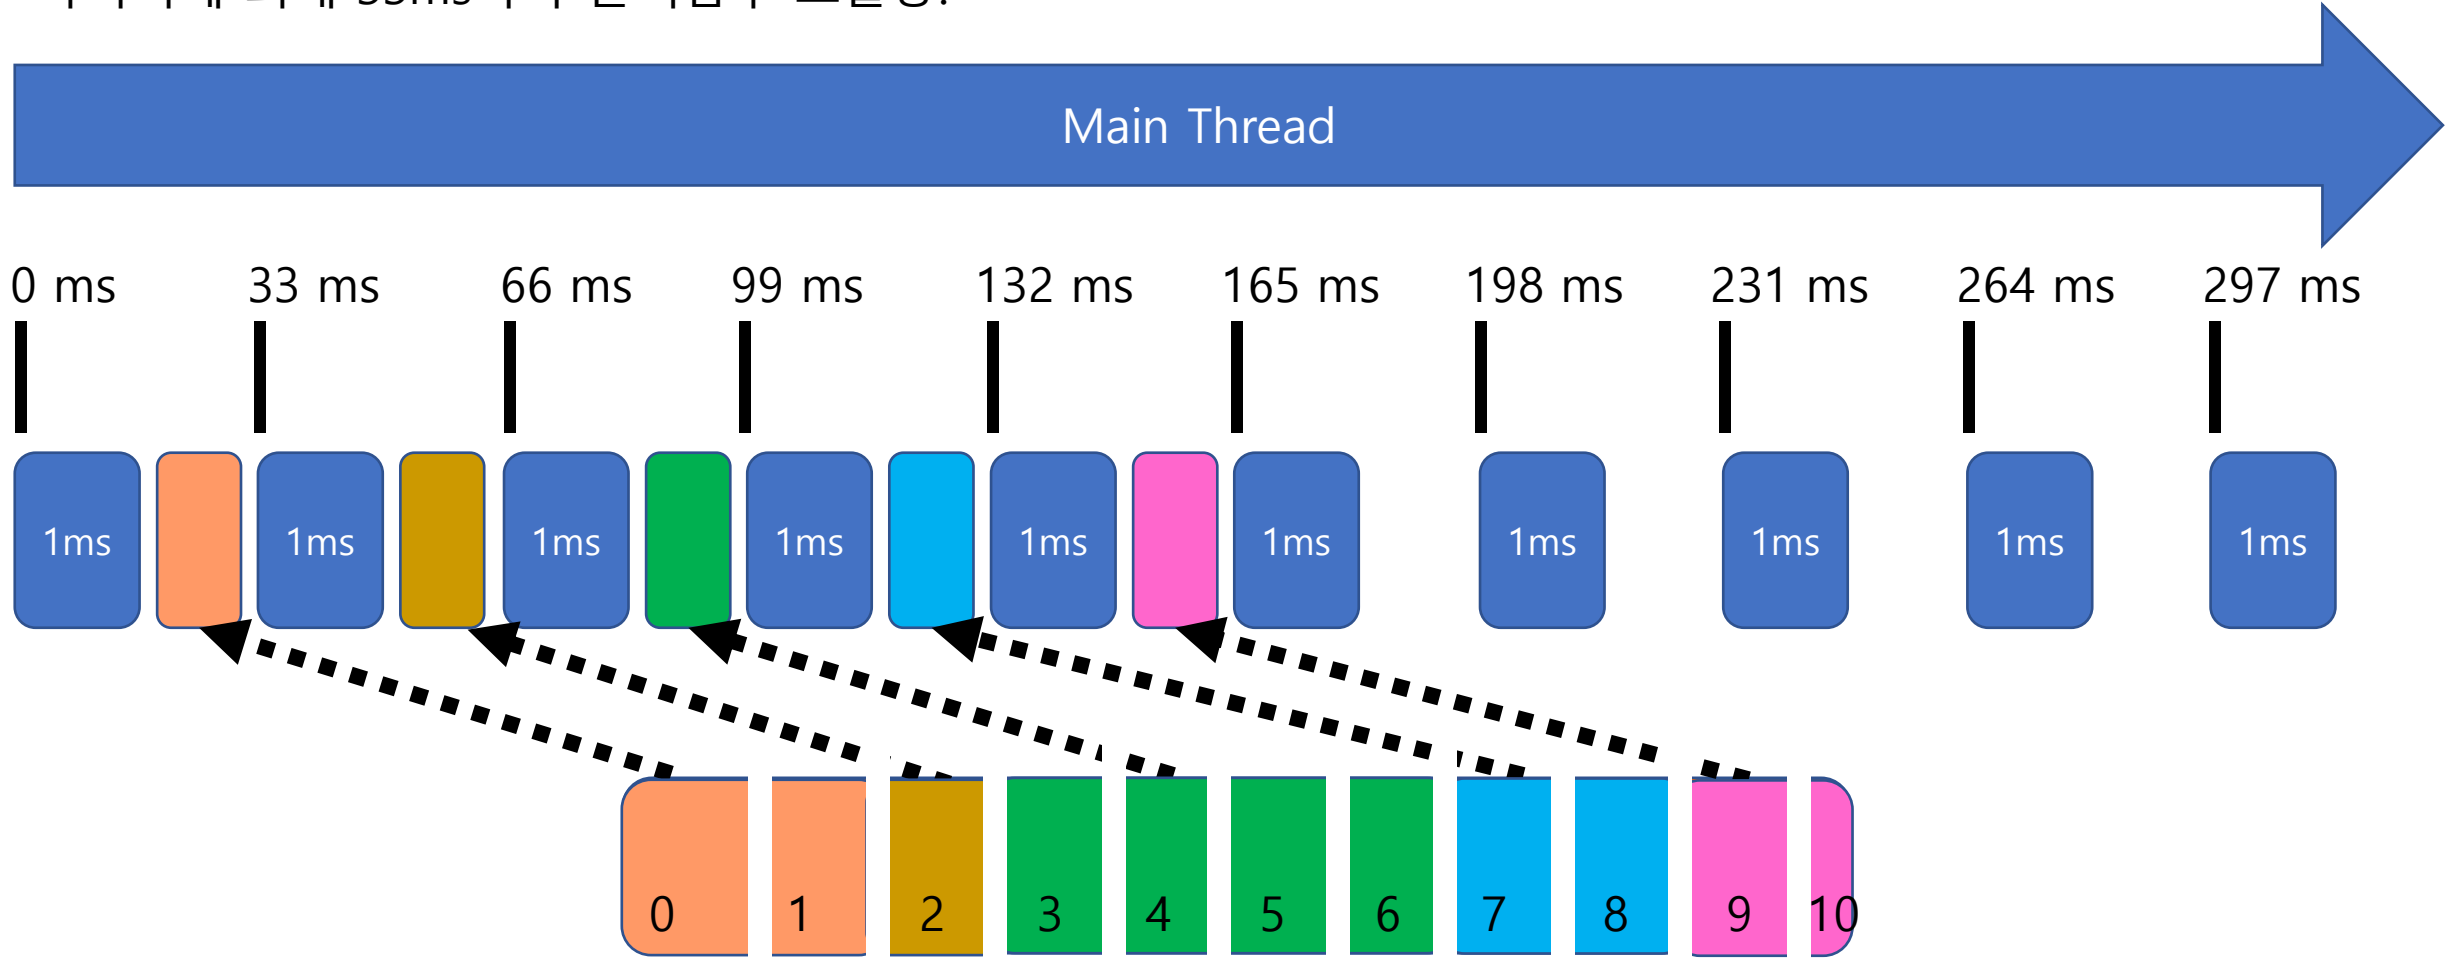 33ms
Main Thread
0 ms 33 ms 66 ms 99 ms 132 ms 165 ms 198 ms 231 ms 264 ms 297 ms
1ms 1ms 1ms 1ms 1ms 1ms 1ms 1ms 1ms 1ms
0 1 2 3 4 5 6 7 8 9 10